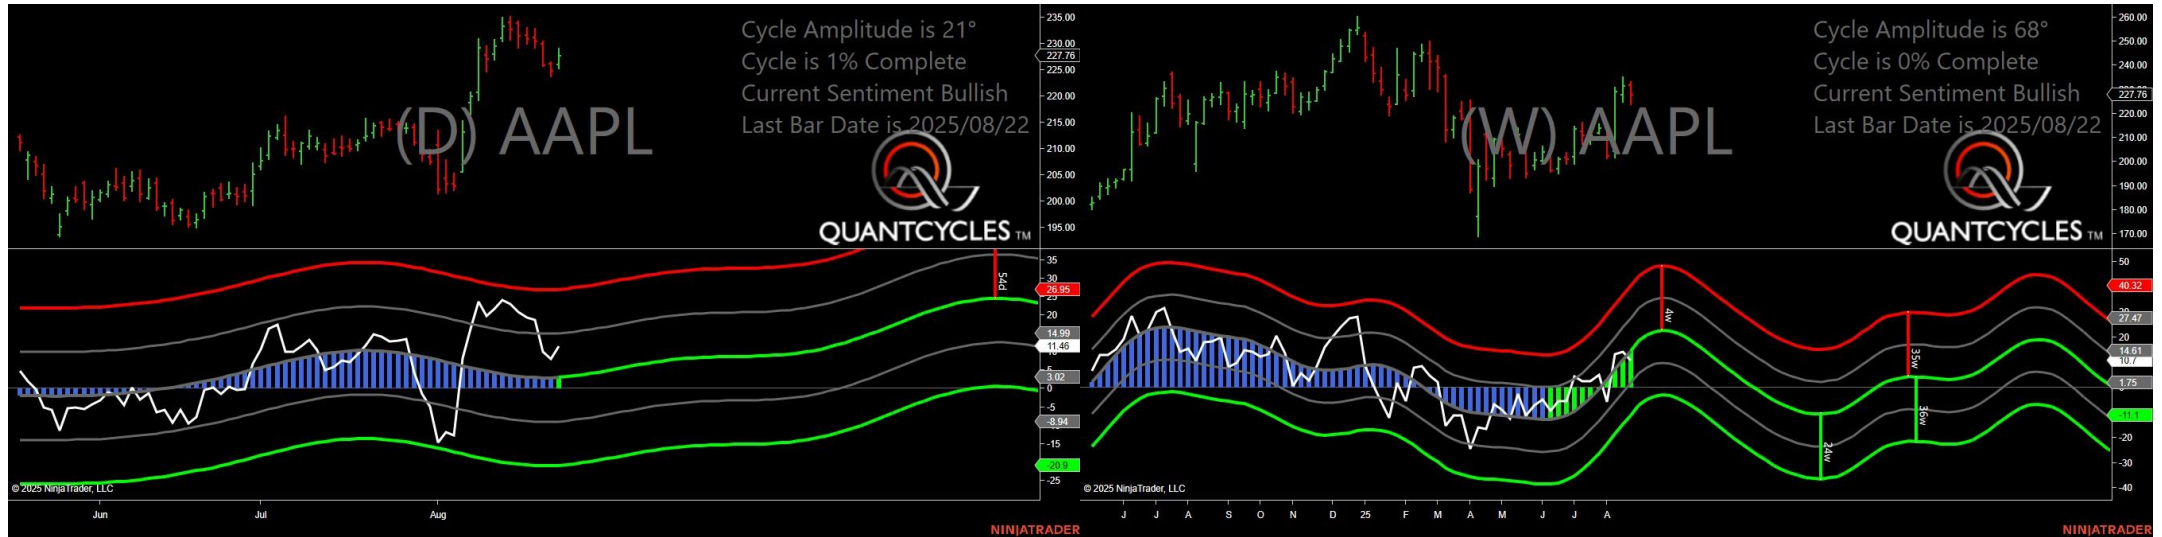 Cycle Amplitude is 21°
Cycle is 1% Complete
Current Sentiment Bullish
Last Bar Date is 2025/08/22
(D) AAPL
QUANTCYCLES TM
235.00
230.00
227.76
225.00
220.00
215.00
210.00
205.00
200.00
195.00
54d
35
30
26.95
25
20
14.99
11.46
5
3.02
0
-5
-8.94
-15
-20.9
-25
© 2025 NinjaTrader, LLC
Jun
Jul
Aug
NINJATRADER
Cycle Amplitude is 68°
Cycle is 0% Complete
Current Sentiment Bullish
Last Bar Date is 2025/08/22
(W) AAPL
QUANTCYCLES TM
260.00
250.00
240.00
227.76
220.00
210.00
200.00
190.00
180.00
170.00
4w
35w
36w
24w
50
40.32
27.47
20
14.61
10.7
1.75
-11.1
-20
-30
-40
© 2025 NinjaTrader, LLC
J J A S O N D 25 F M A M J J A
NINJATRADER